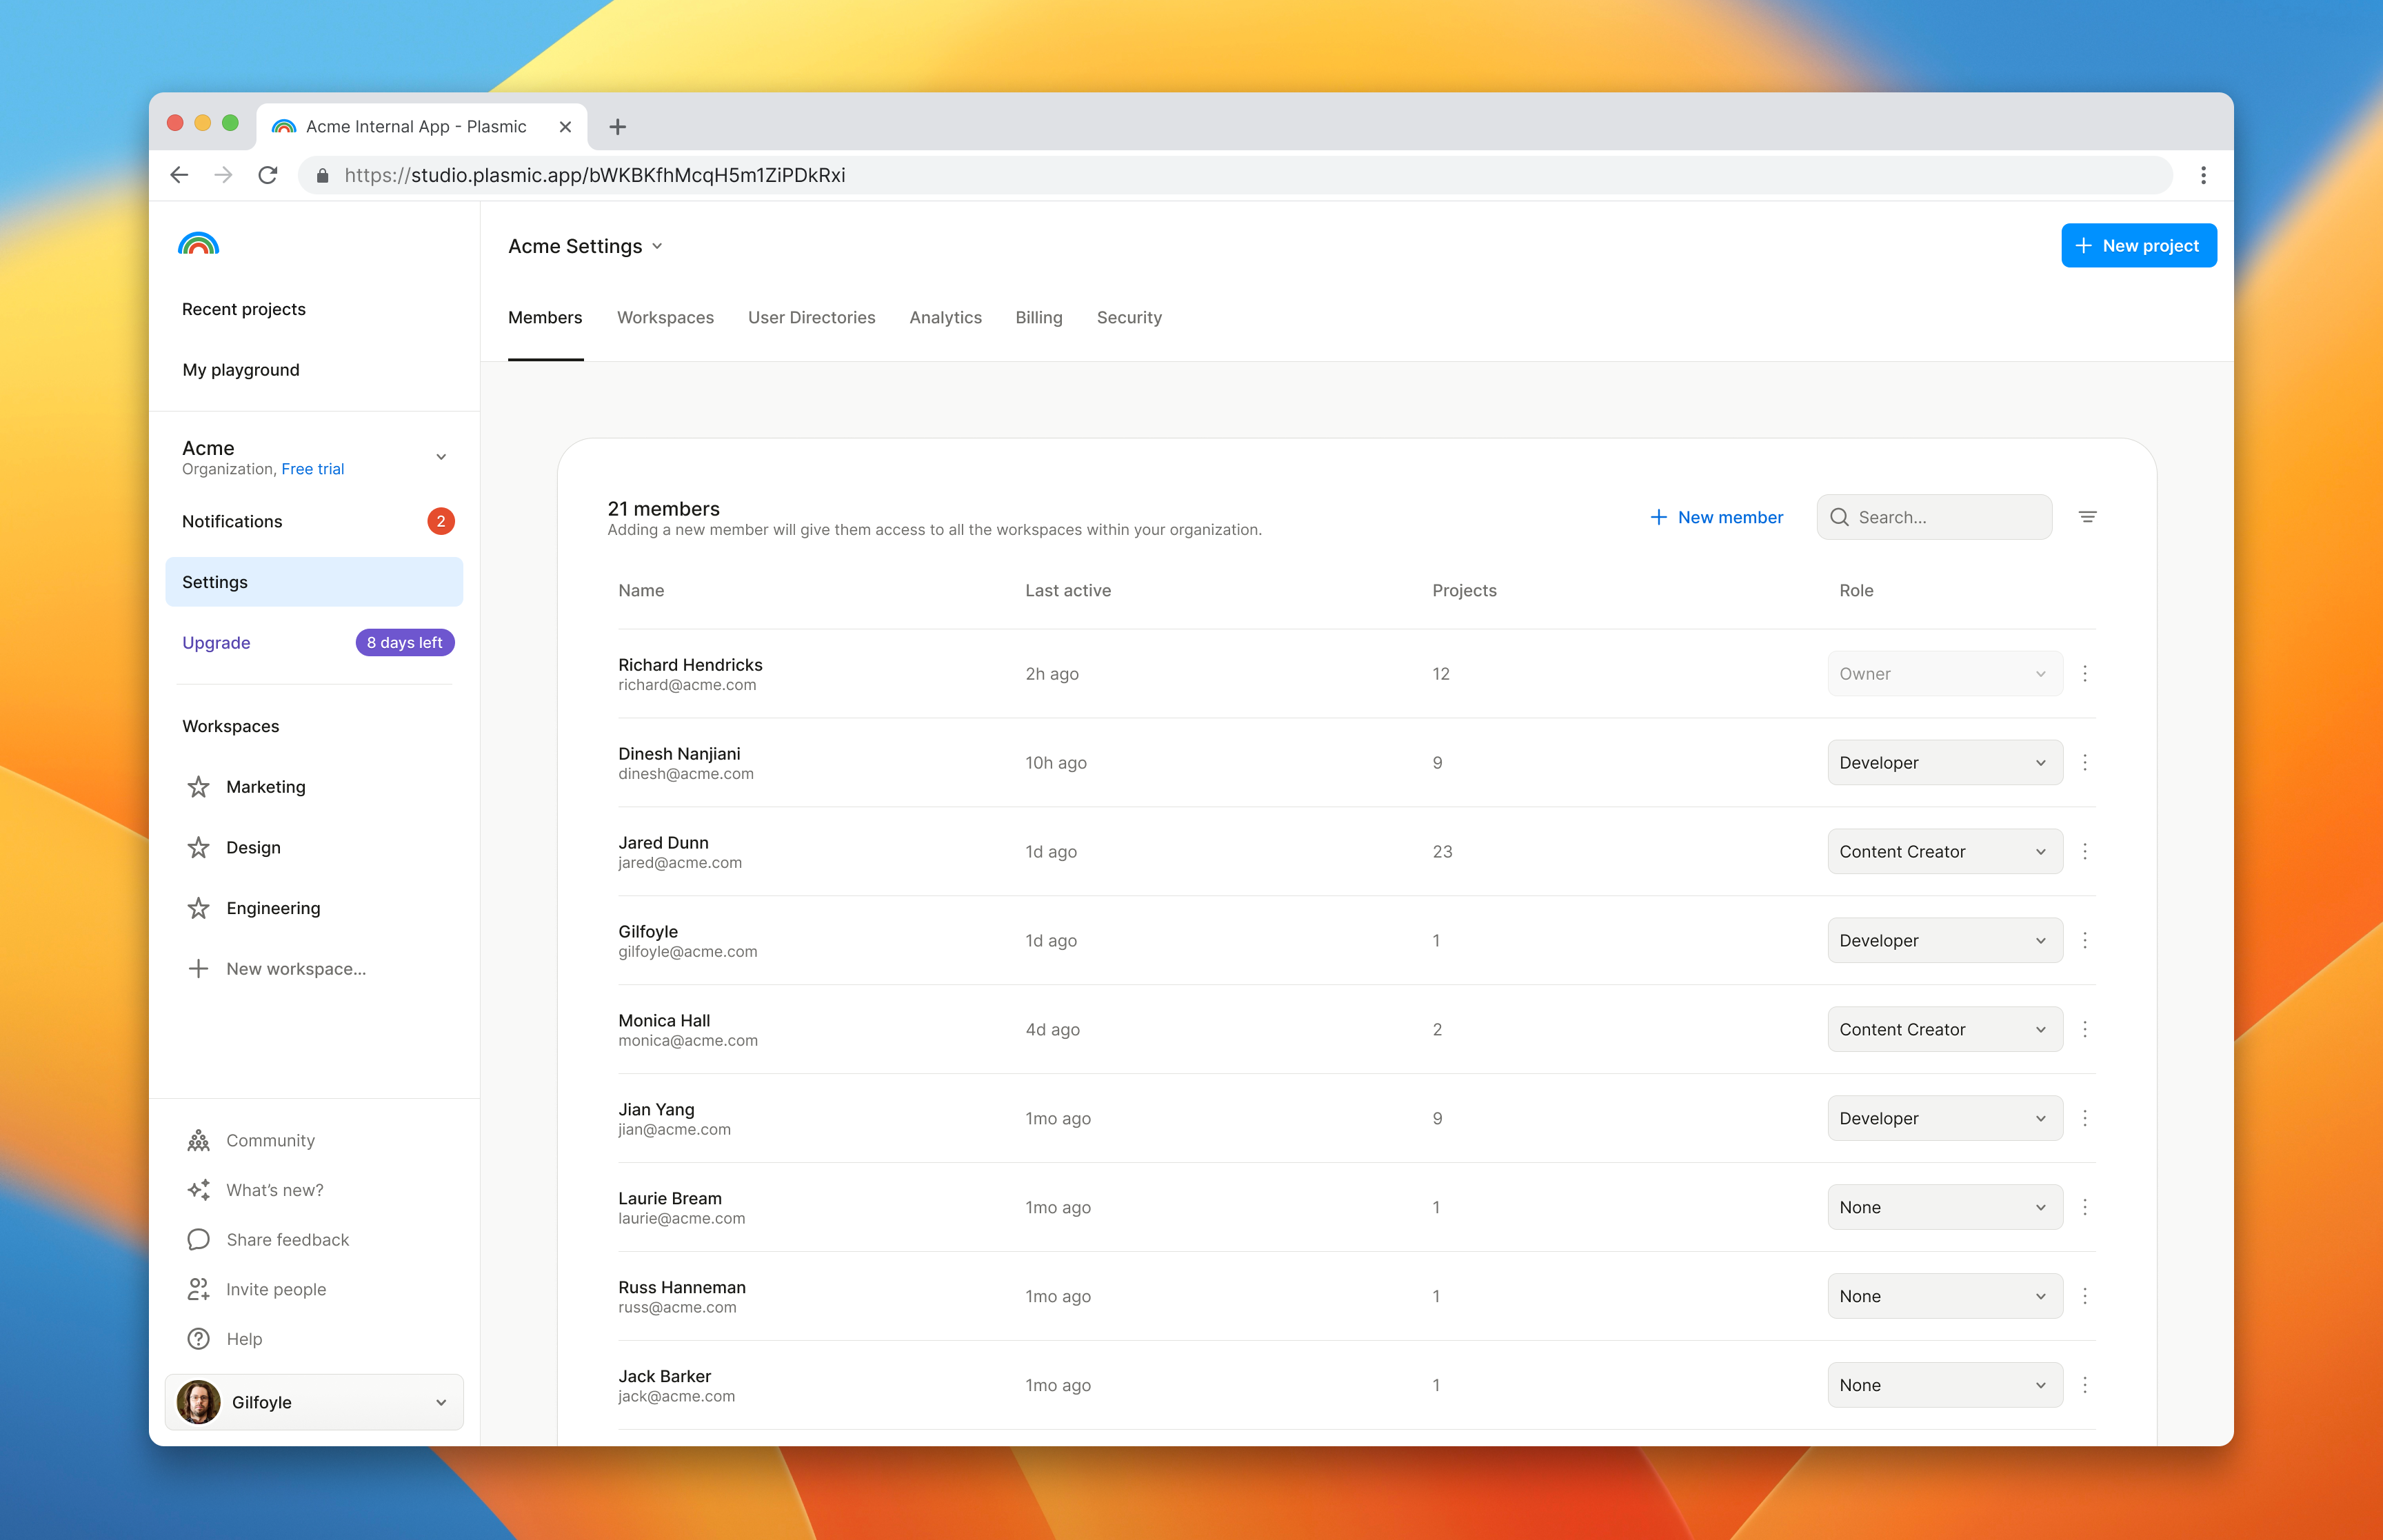 Acme Internal App - Plasmic
https://studio.plasmic.app/bWKBKfhMcqH5m1ZiPDkRxi
Recent projects
My playground
Acme
Organization, Free trial
Notifications 2
Settings
Upgrade 8 days left
Workspaces
Marketing
Design
Engineering
New workspace...
Community
What's new?
Share feedback
Invite people
Help
Gilfoyle
Acme Settings
New project
Members Workspaces User Directories Analytics Billing Security
21 members
Adding a new member will give them access to all the workspaces within your organization.
New member
Search...
Name Last active Projects Role
Richard Hendricks
richard@acme.com
2h ago 12 Owner
Dinesh Nanjiani
dinesh@acme.com
10h ago 9 Developer
Jared Dunn
jared@acme.com
1d ago 23 Content Creator
Gilfoyle
gilfoyle@acme.com
1d ago 1 Developer
Monica Hall
monica@acme.com
4d ago 2 Content Creator
Jian Yang
jian@acme.com
1mo ago 9 Developer
Laurie Bream
laurie@acme.com
1mo ago 1 None
Russ Hanneman
russ@acme.com
1mo ago 1 None
Jack Barker
jack@acme.com
1mo ago 1 None